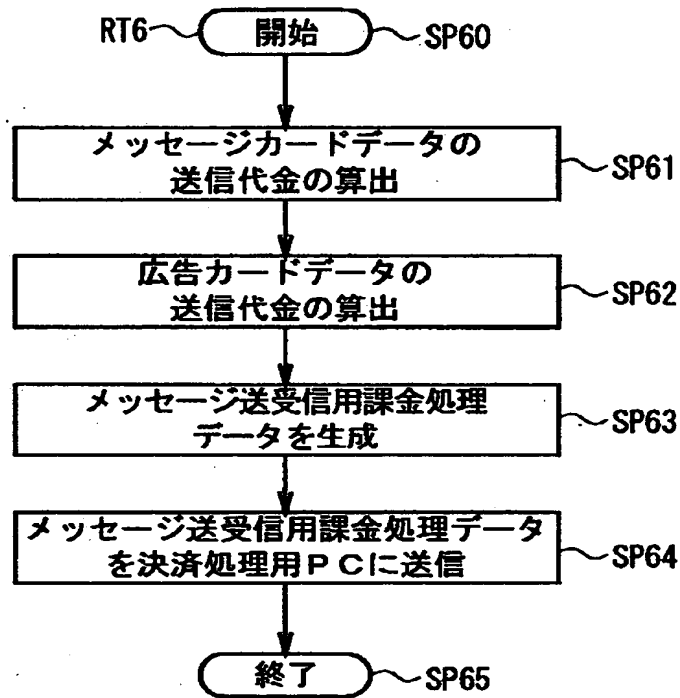 RT6 開始 SP60
メッセージカードデータの
送信代金の算出
SP61
広告カードデータの
送信代金の算出
SP62
メッセージ送受信用課金処理
データを生成
SP63
メッセージ送受信用課金処理データ
を決済処理用PCに送信
SP64
終了 SP65